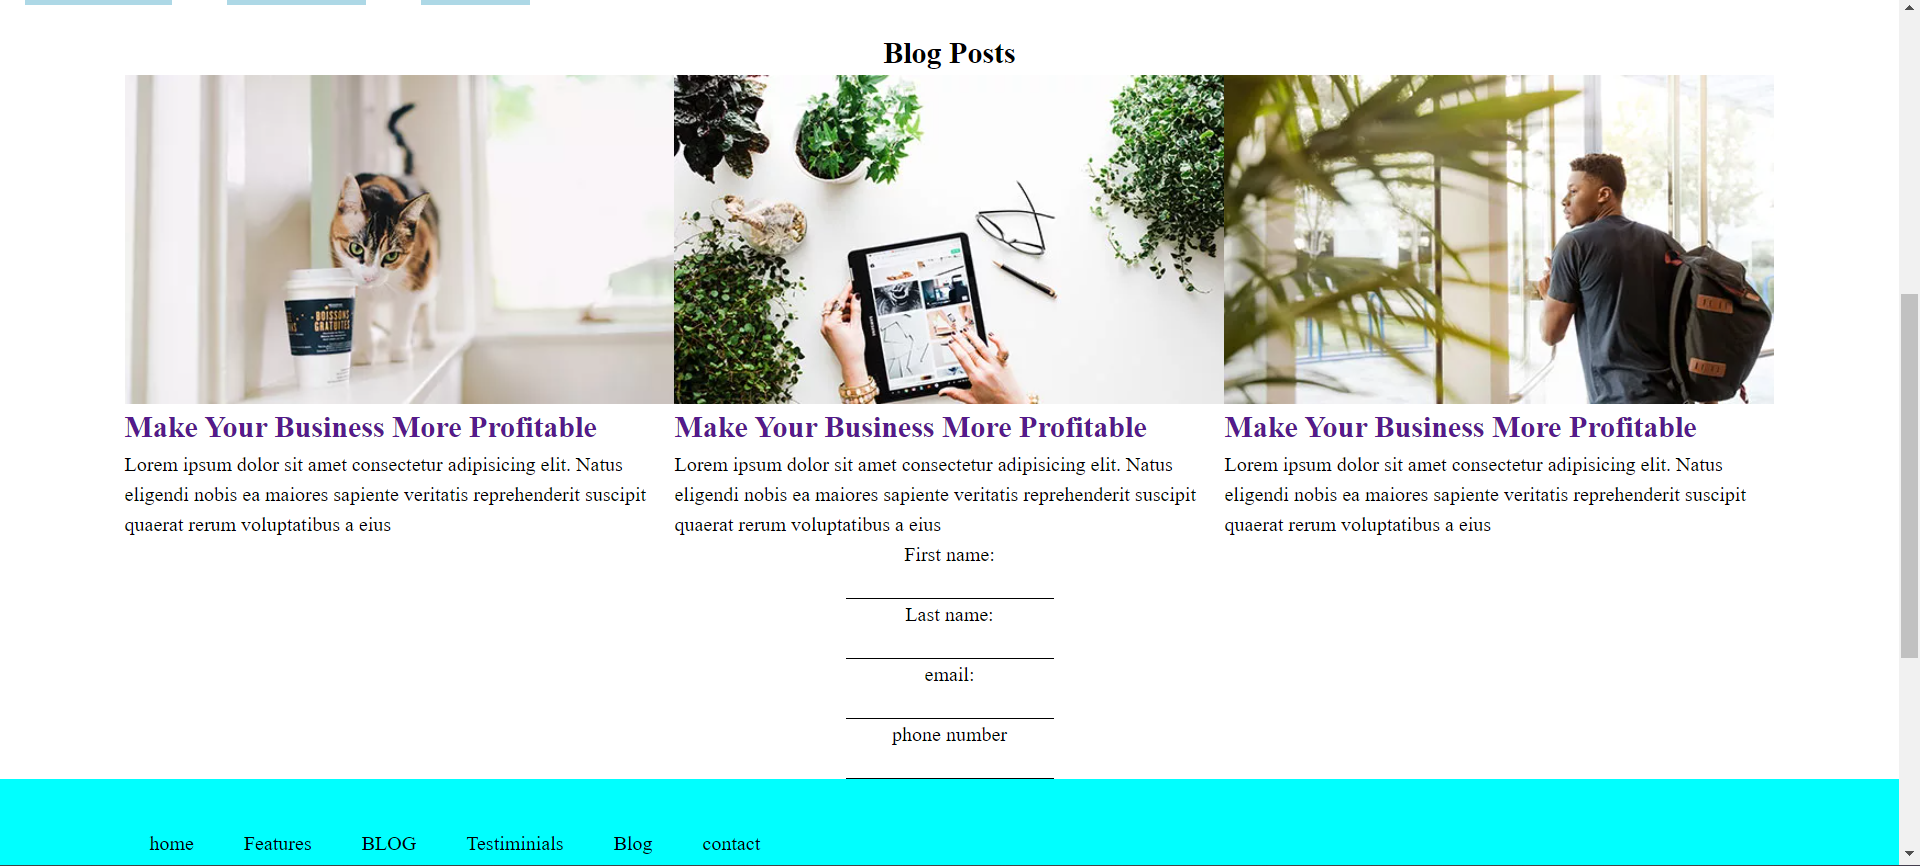 Blog Posts
BOISSONS
GRATUITES
Make Your Business More Profitable
Lorem ipsum dolor sit amet consectetur adipisicing elit. Natus
eligendi nobis ea maiores sapiente veritatis reprehenderit suscipit
quaerat rerum voluptatibus a eius
Make Your Business More Profitable
Lorem ipsum dolor sit amet consectetur adipisicing elit. Natus
eligendi nobis ea maiores sapiente veritatis reprehenderit suscipit
quaerat rerum voluptatibus a eius
Make Your Business More Profitable
Lorem ipsum dolor sit amet consectetur adipisicing elit. Natus
eligendi nobis ea maiores sapiente veritatis reprehenderit suscipit
quaerat rerum voluptatibus a eius
First name:
Last name:
email:
phone number
home Features BLOG Testiminials Blog contact